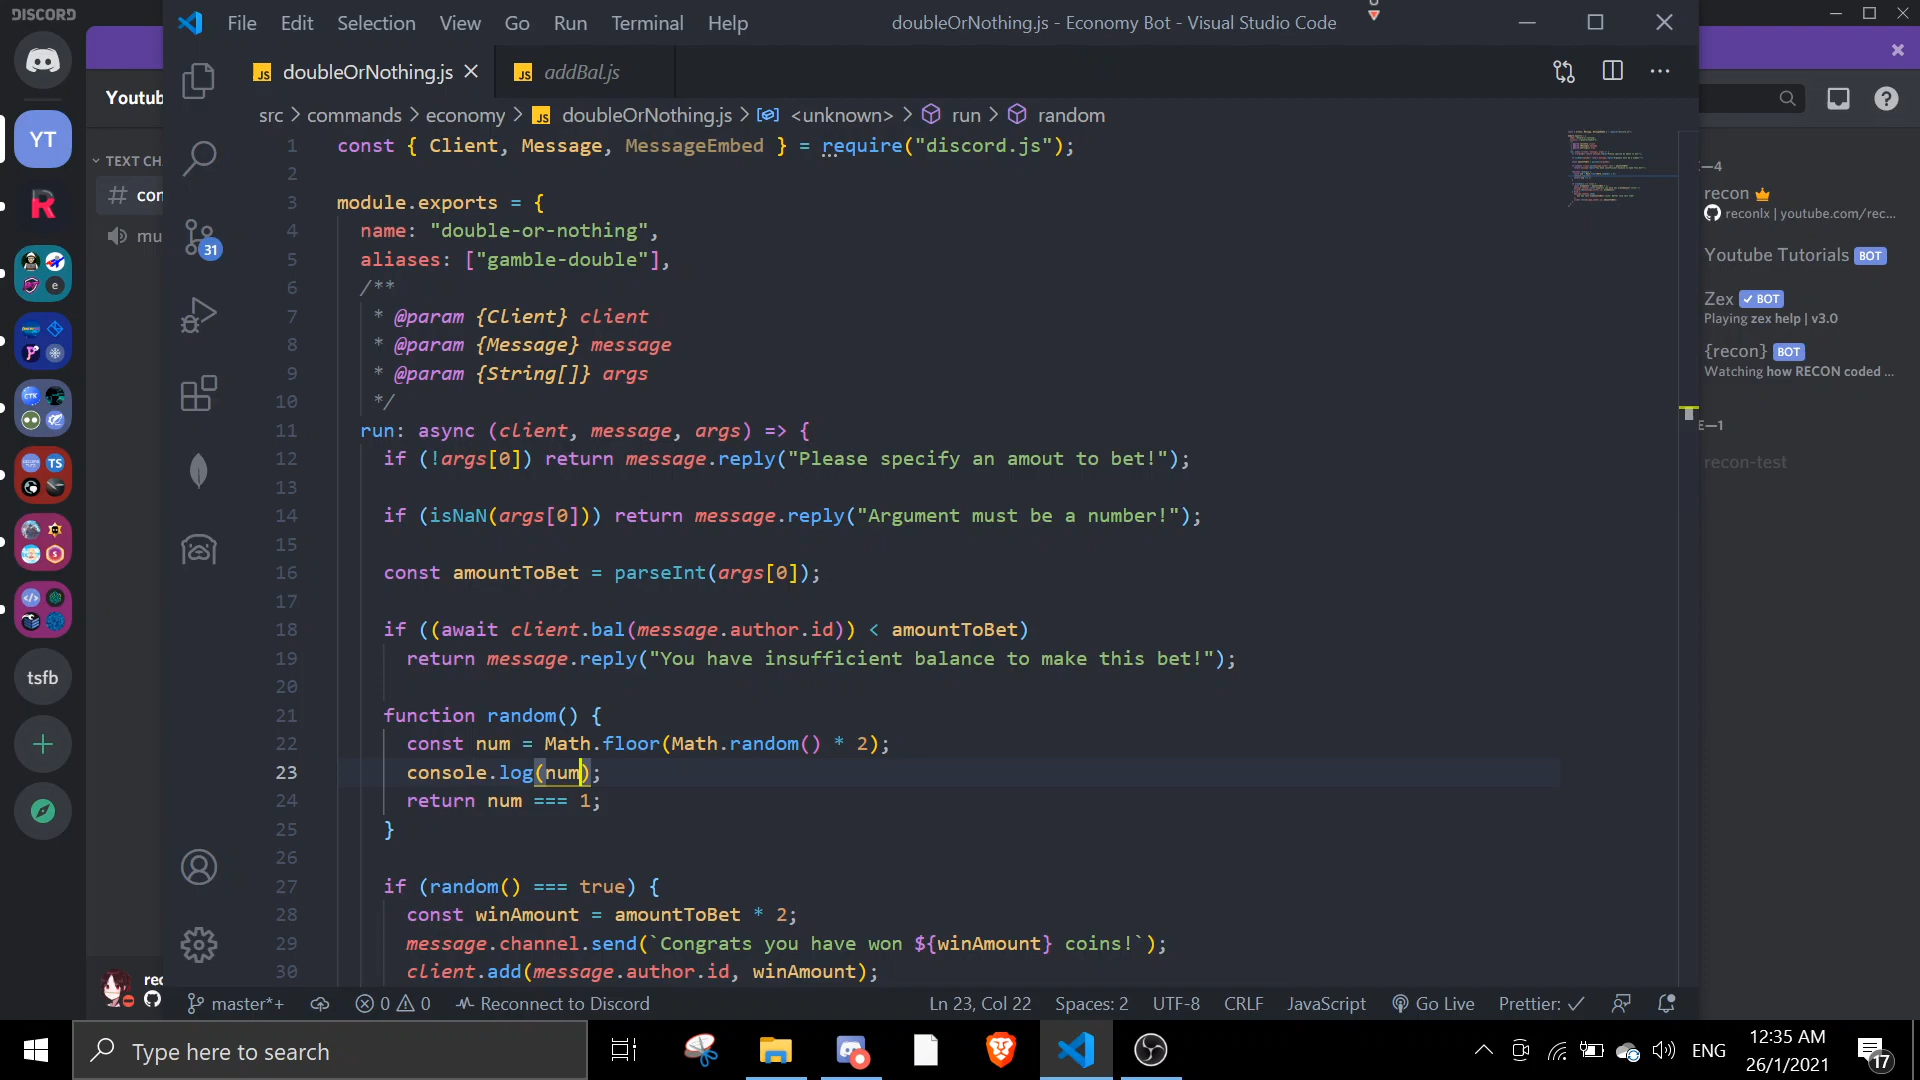 DISCORD
File Edit Selection View Go Run Terminal Help
doubleOrNothing.js - Economy Bot - Visual Studio Code
JS doubleOrNothing.js
JS addBal.js
src > commands > economy > JS doubleOrNothing.js > <unknown> > run > random
1 const { Client, Message, MessageEmbed } = require("discord.js");
2
3 module.exports = {
4 name: "double-or-nothing",
5 aliases: ["gamble-double"],
6 /**
7 * @param {Client} client
8 * @param {Message} message
9 * @param {String[]} args
10 */
11 run: async (client, message, args) => {
12 if (!args[0]) return message.reply("Please specify an amout to bet!");
13
14 if (isNaN(args[0])) return message.reply("Argument must be a number!");
15
16 const amountToBet = parseInt(args[0]);
17
18 if ((await client.bal(message.author.id)) < amountToBet)
19 return message.reply("You have insufficient balance to make this bet!");
20
21 function random() {
22 const num = Math.floor(Math.random() * 2);
23 console.log(num);
24 return num === 1;
25 }
26
27 if (random() === true) {
28 const winAmount = amountToBet * 2;
29 message.channel.send(`Congrats you have won ${winAmount} coins!`);
30 client.add(message.author.id, winAmount);
YT
R
CTK
TS
tsfb
Youtub
TEXT CH
# con
mu
rec
31
—4
recon
reconlx | youtube.com/rec...
Youtube Tutorials BOT
Zex ✓ BOT
Playing zex help | v3.0
{recon} BOT
Watching how RECON coded ...
E—1
recon-test
master*+
0 0
Reconnect to Discord
Ln 23, Col 22
Spaces: 2
UTF-8
CRLF
JavaScript
Go Live
Prettier: ✓
Type here to search
ENG
12:35 AM
26/1/2021
17